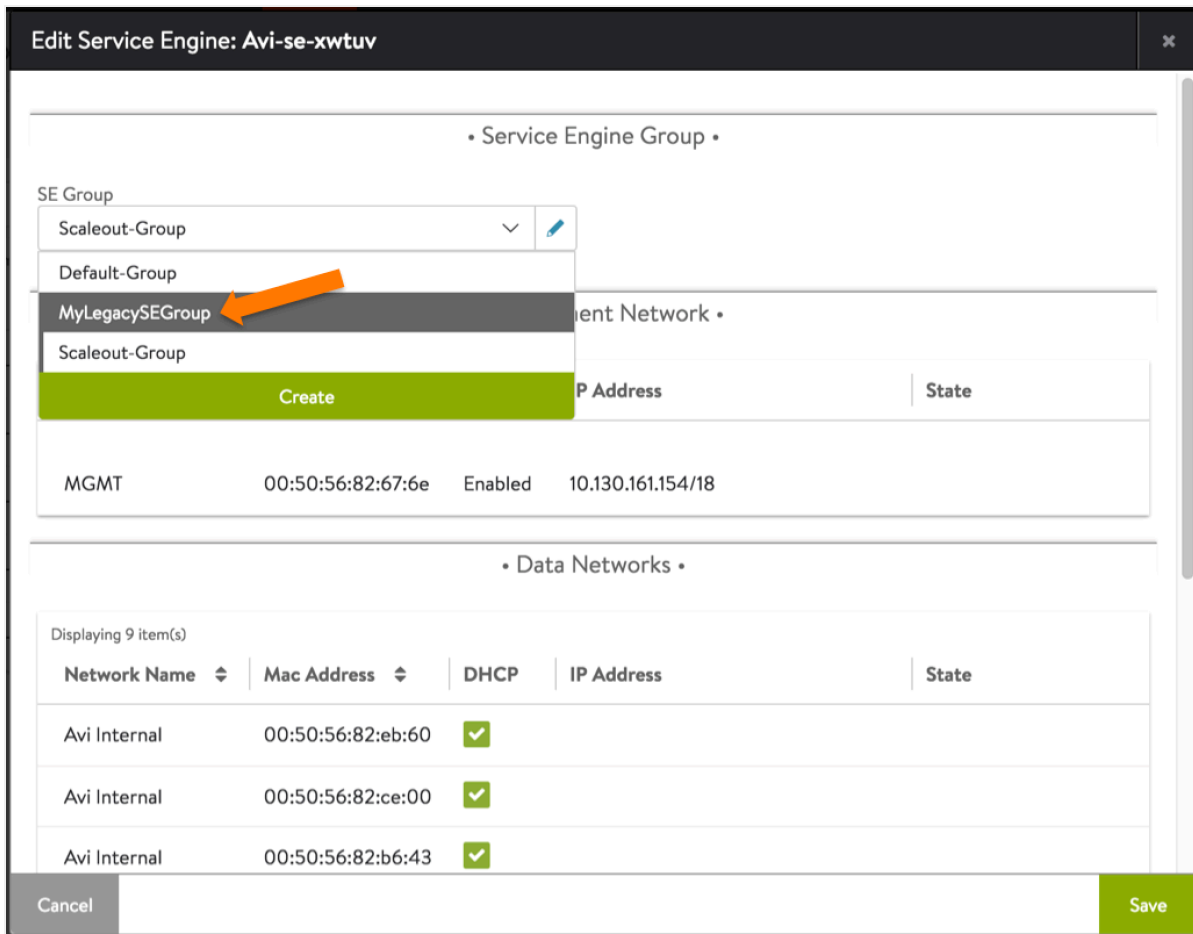 Edit Service Engine: Avi-se-xwtuv
• Service Engine Group •
SE Group
Scaleout-Group
Default-Group
MyLegacySEGroup
Network •
Scaleout-Group
Create
Address
State
MGMT 00:50:56:82:67:6e Enabled 10.130.161.154/18
• Data Networks •
Displaying 9 item(s)
Network Name Mac Address DHCP IP Address State
Avi Internal 00:50:56:82:eb:60
Avi Internal 00:50:56:82:ce:00
Avi Internal 00:50:56:82:b6:43
Cancel Save